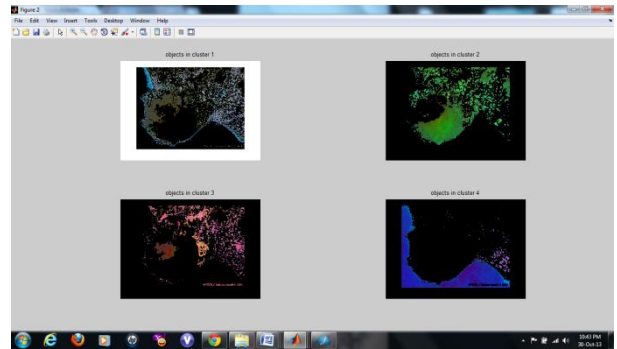 Figure 2
File Edit View Insert Tools Desktop Window Help
objects in cluster 1
objects in cluster 2
objects in cluster 3
objects in cluster 4
10:43 PM
30-Oct-13